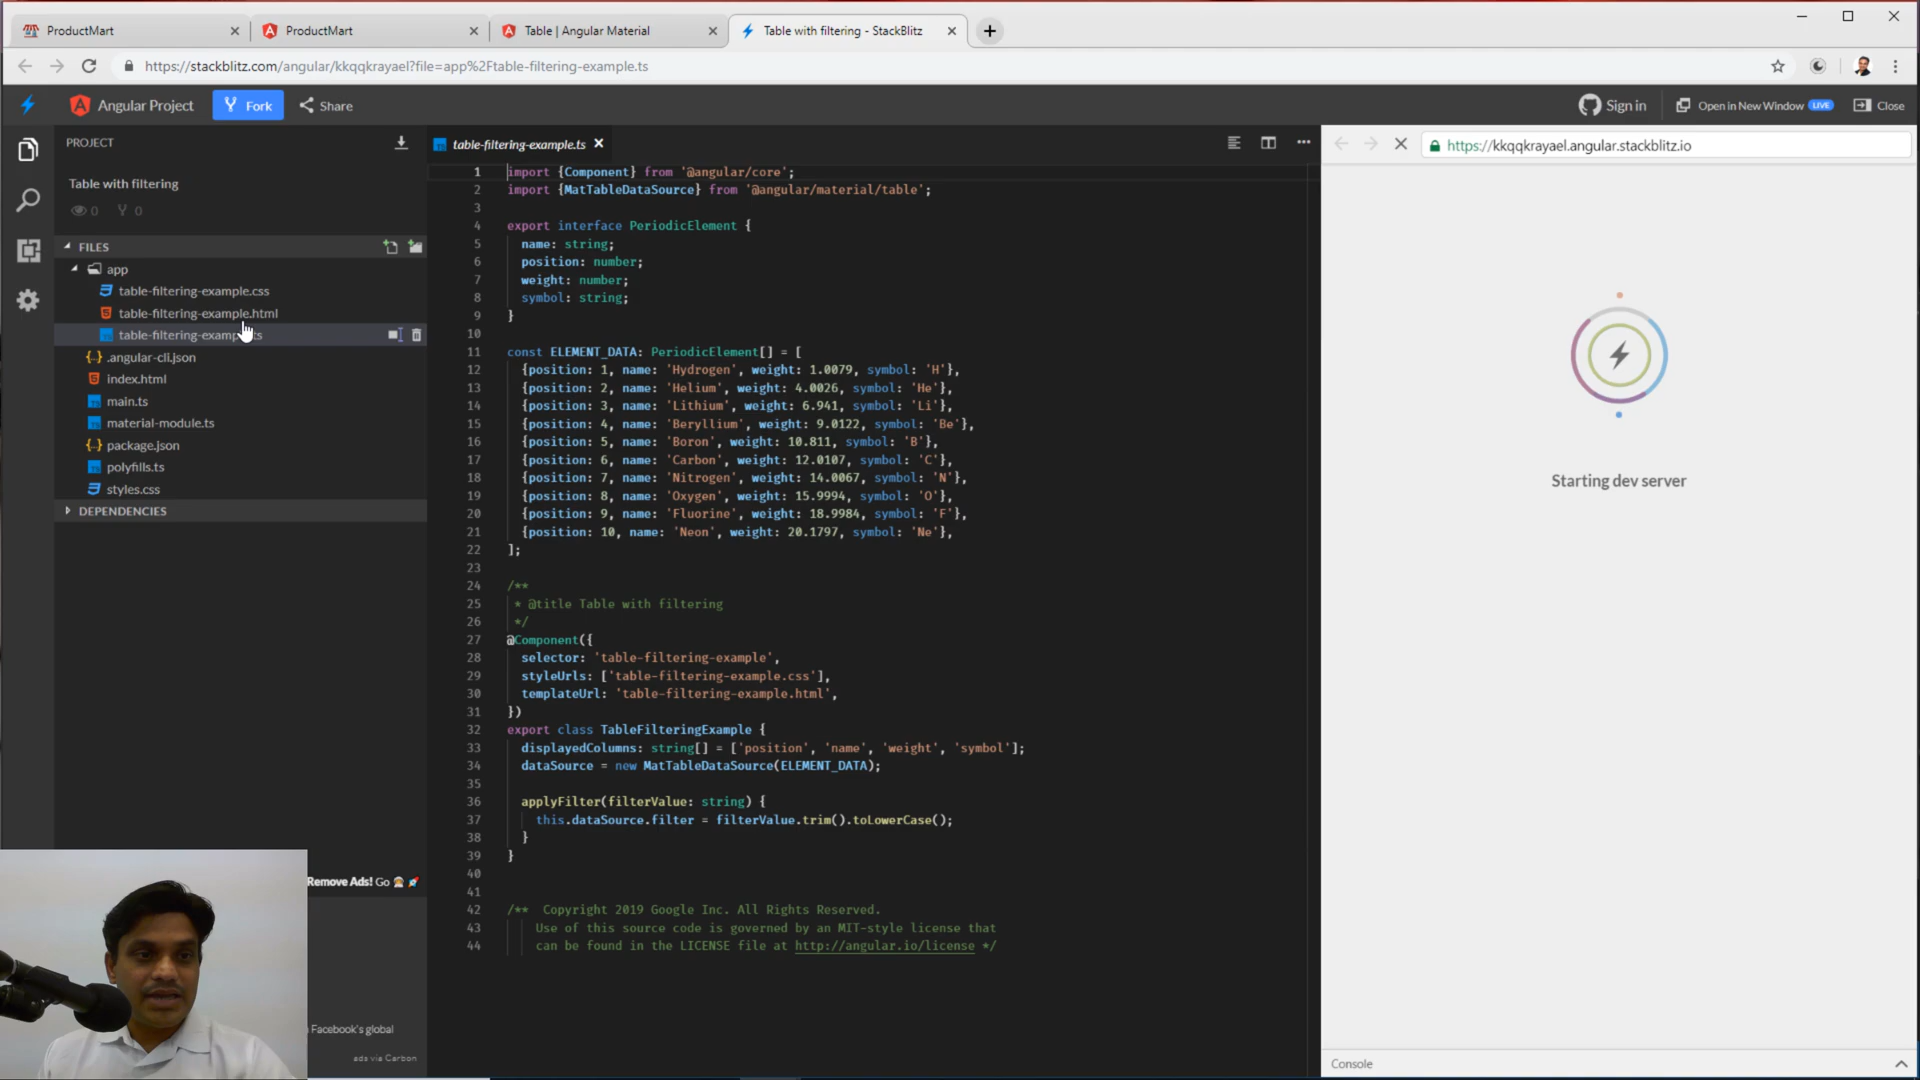 ProductMart
ProductMart
Table | Angular Material
Table with filtering - StackBlitz
https://stackblitz.com/angular/kkqqkrayael?file=app%2Ftable-filtering-example.ts
Angular Project
Fork
Share
Sign in
Open in New Window LIVE
Close
PROJECT
Table with filtering
0 0
FILES
app
table-filtering-example.css
table-filtering-example.html
.angular-cli.json
index.html
main.ts
material-module.ts
package.json
polyfills.ts
styles.css
DEPENDENCIES
Remove Ads! Go
Facebook's global
ads via Carbon
table-filtering-example.ts
1 import {Component} from '@angular/core';
2 import {MatTableDataSource} from '@angular/material/table';
3
4 export interface PeriodicElement {
5 name: string;
6 position: number;
7 weight: number;
8 symbol: string;
9 }
10
11 const ELEMENT_DATA: PeriodicElement[] = [
12 {position: 1, name: 'Hydrogen', weight: 1.0079, symbol: 'H'},
13 {position: 2, name: 'Helium', weight: 4.0026, symbol: 'He'},
14 {position: 3, name: 'Lithium', weight: 6.941, symbol: 'Li'},
15 {position: 4, name: 'Beryllium', weight: 9.0122, symbol: 'Be'},
16 {position: 5, name: 'Boron', weight: 10.811, symbol: 'B'},
17 {position: 6, name: 'Carbon', weight: 12.0107, symbol: 'C'},
18 {position: 7, name: 'Nitrogen', weight: 14.0067, symbol: 'N'},
19 {position: 8, name: 'Oxygen', weight: 15.9994, symbol: 'O'},
20 {position: 9, name: 'Fluorine', weight: 18.9984, symbol: 'F'},
21 {position: 10, name: 'Neon', weight: 20.1797, symbol: 'Ne'},
22 ];
23
24 /**
25 * @title Table with filtering
26 */
27 @Component({
28 selector: 'table-filtering-example',
29 styleUrls: ['table-filtering-example.css'],
30 templateUrl: 'table-filtering-example.html',
31 })
32 export class TableFilteringExample {
33 displayedColumns: string[] = ['position', 'name', 'weight', 'symbol'];
34 dataSource = new MatTableDataSource(ELEMENT_DATA);
35
36 applyFilter(filterValue: string) {
37 this.dataSource.filter = filterValue.trim().toLowerCase();
38 }
39 }
40
41
42 /** Copyright 2019 Google Inc. All Rights Reserved.
43 Use of this source code is governed by an MIT-style license that
44 can be found in the LICENSE file at http://angular.io/license */
https://kkqqkrayael.angular.stackblitz.io
Starting dev server
Console